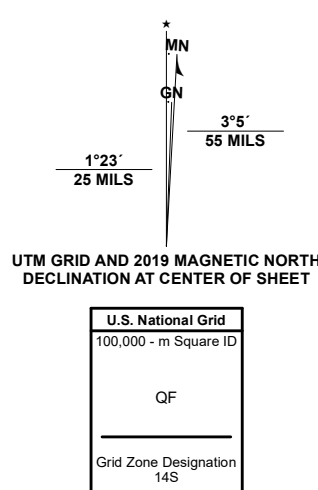 ★
MN
GN
3°5´
55 MILS
1°23´
25 MILS
UTM GRID AND 2019 MAGNETIC NORTH
DECLINATION AT CENTER OF SHEET
U.S. National Grid
100,000 - m Square ID
QF
Grid Zone Designation
14S